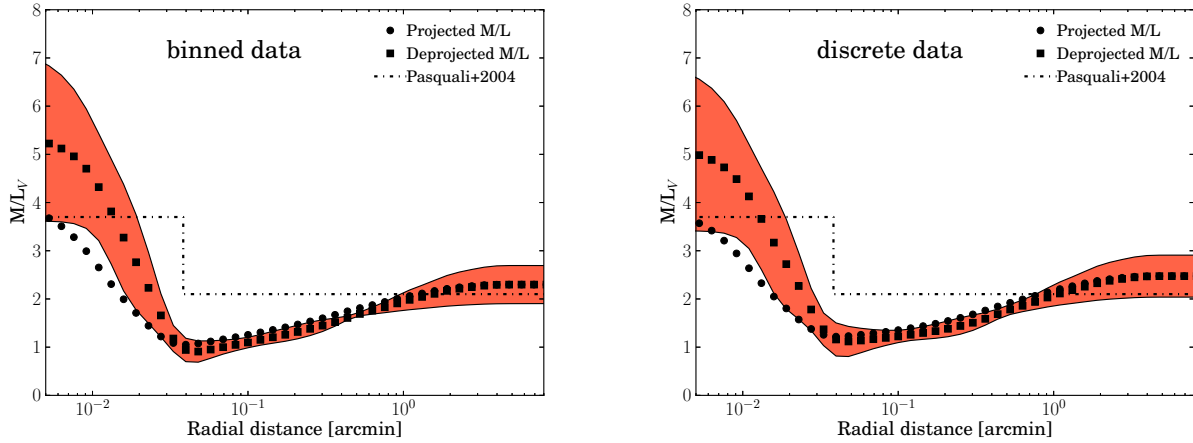 8
7
6
5
4
3
2
1
0
M/L_V
binned data
Projected M/L
Deprojected M/L
Pasquali+2004
10^-2
10^-1
10^0
Radial distance [arcmin]
8
7
6
5
4
3
2
1
0
M/L_V
discrete data
Projected M/L
Deprojected M/L
Pasquali+2004
10^-2
10^-1
10^0
Radial distance [arcmin]